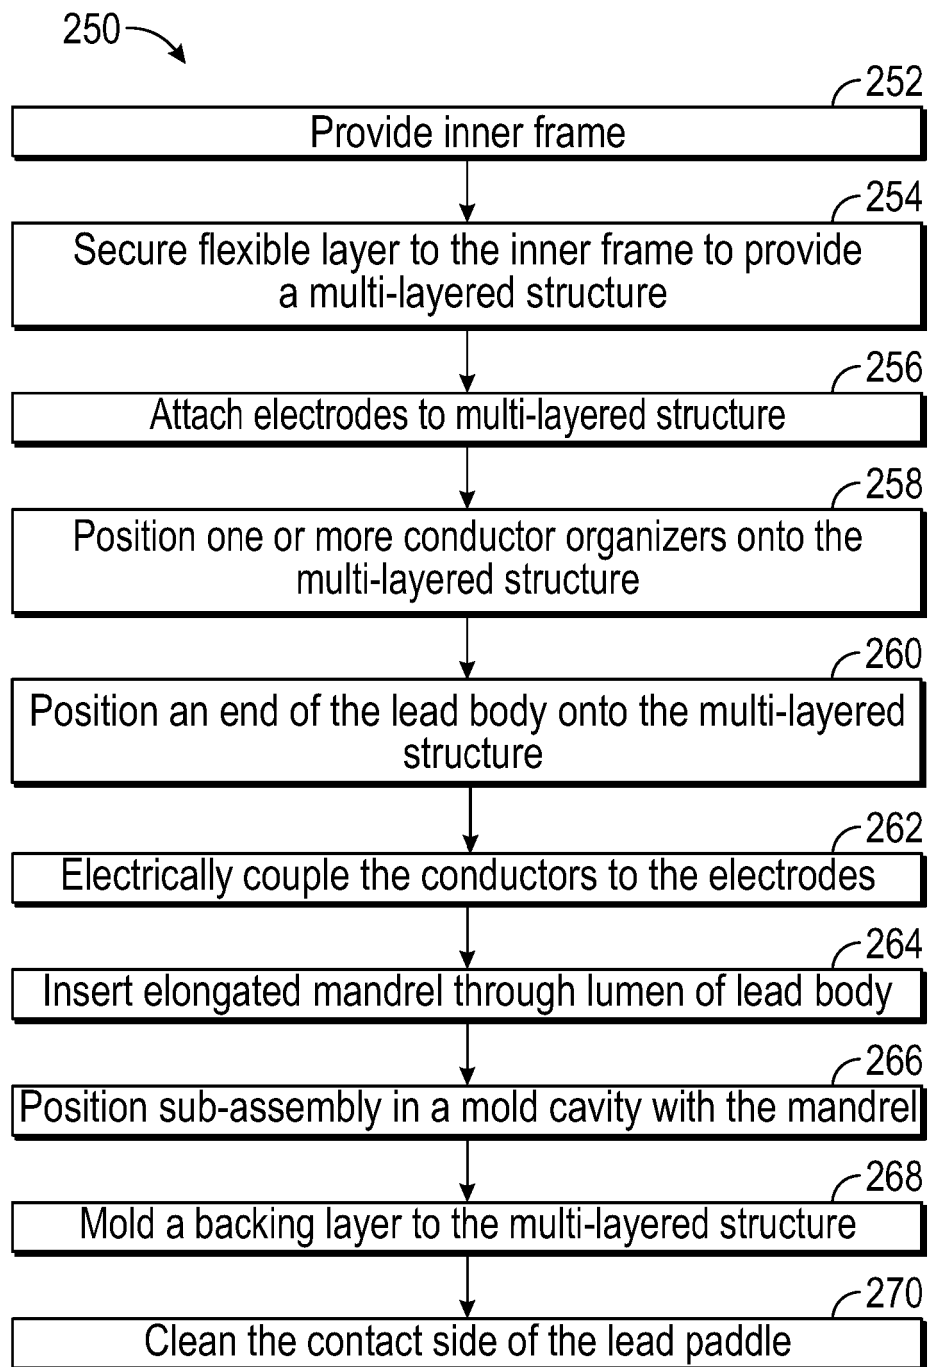 250
252
Provide inner frame
254
Secure flexible layer to the inner frame to provide
a multi-layered structure
256
Attach electrodes to multi-layered structure
258
Position one or more conductor organizers onto the
multi-layered structure
260
Position an end of the lead body onto the multi-layered
structure
262
Electrically couple the conductors to the electrodes
264
Insert elongated mandrel through lumen of lead body
266
Position sub-assembly in a mold cavity with the mandrel
268
Mold a backing layer to the multi-layered structure
270
Clean the contact side of the lead paddle